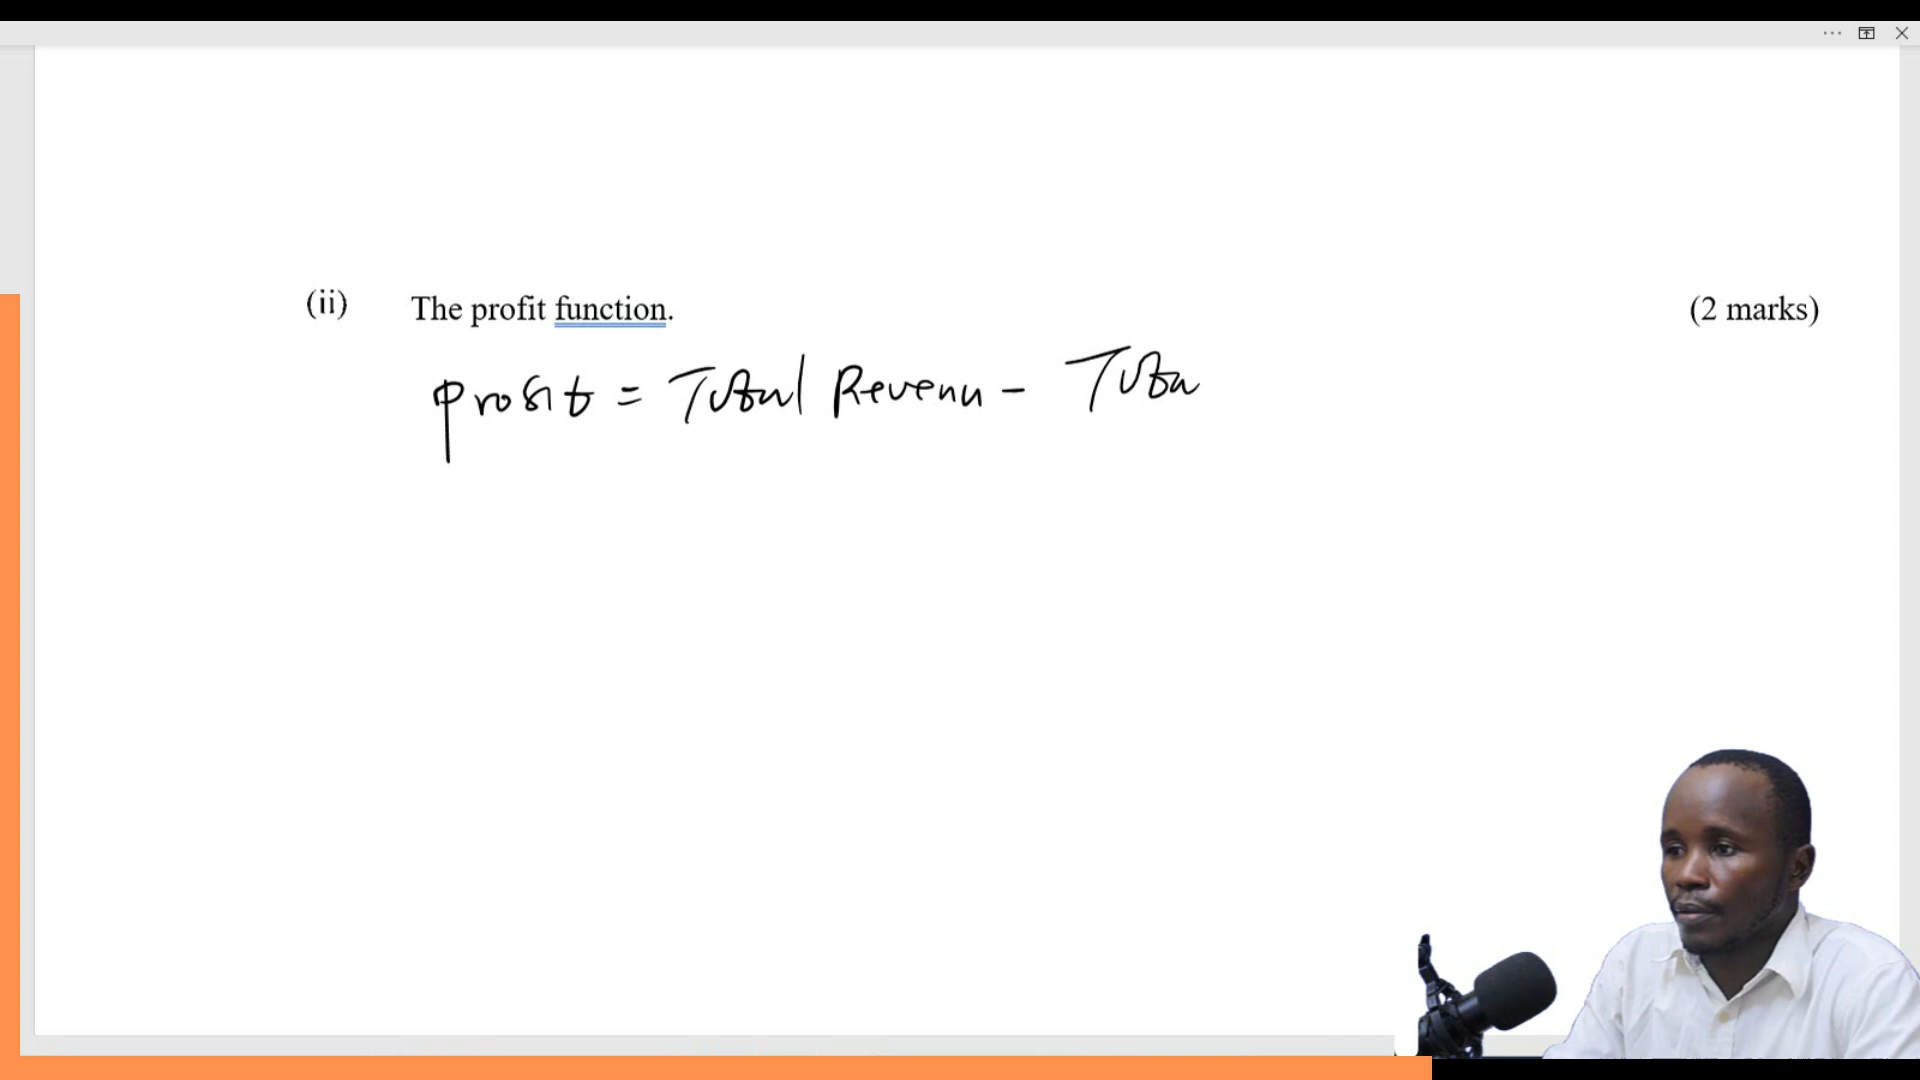 (ii) The profit function. (2 marks)
profit = Total Revenu - Tota